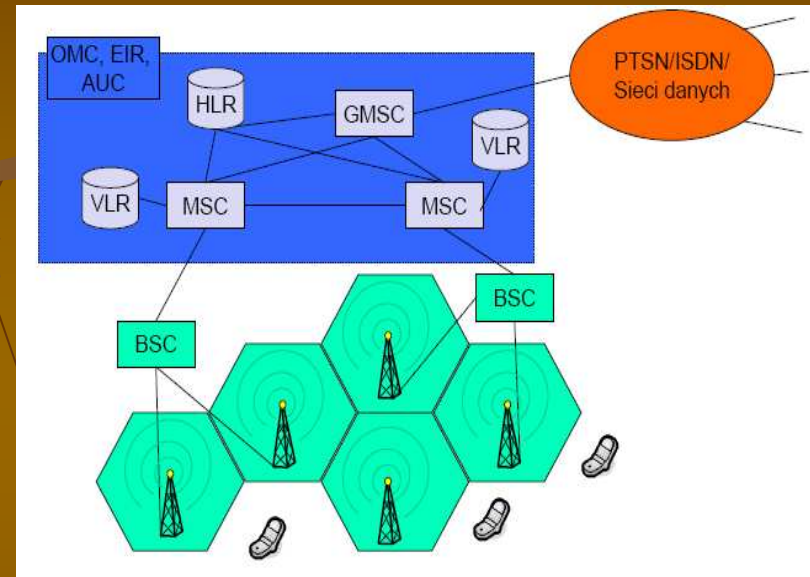 OMC, EIR,
AUC
HLR
GMSC
PTSN/ISDN/
Sieci danych
VLR
VLR
MSC
MSC
BSC
BSC